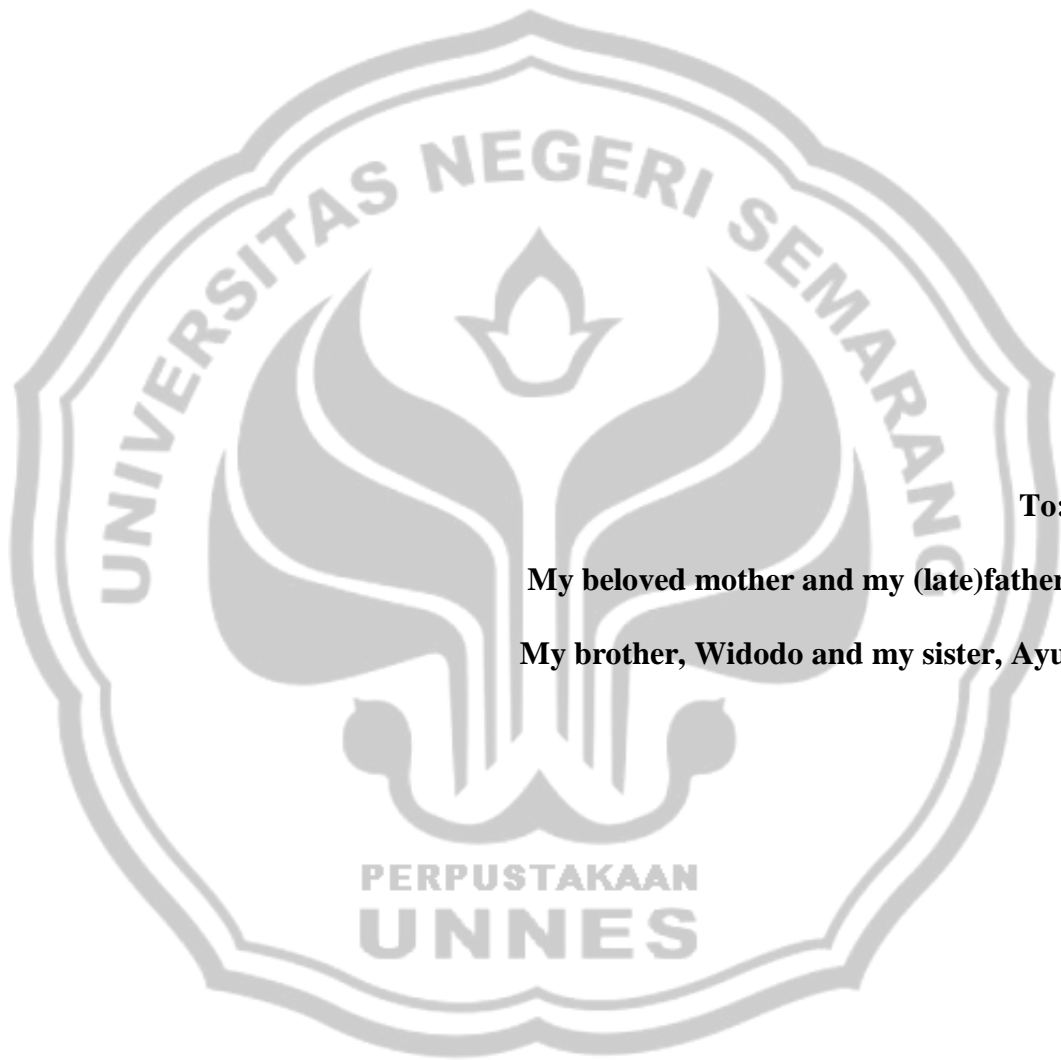 UNIVERSITAS NEGERI SEMARANG
To:
My beloved mother and my (late)father
My brother, Widodo and my sister, Ayu
PERPUSTAKAAN
UNNES